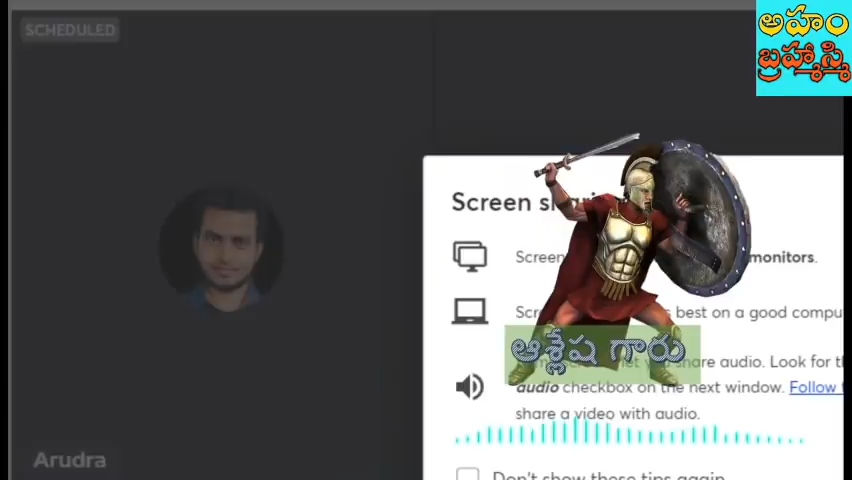 SCHEDULED
అహం
బ్రహ్మాస్మి
Screen
Screen monitors.
best on a good compu
ఆశ్లేష గారు
share audio. Look for
audio checkbox on the next window. Follow
share a video with audio.
Don't show these tips again
Arudra